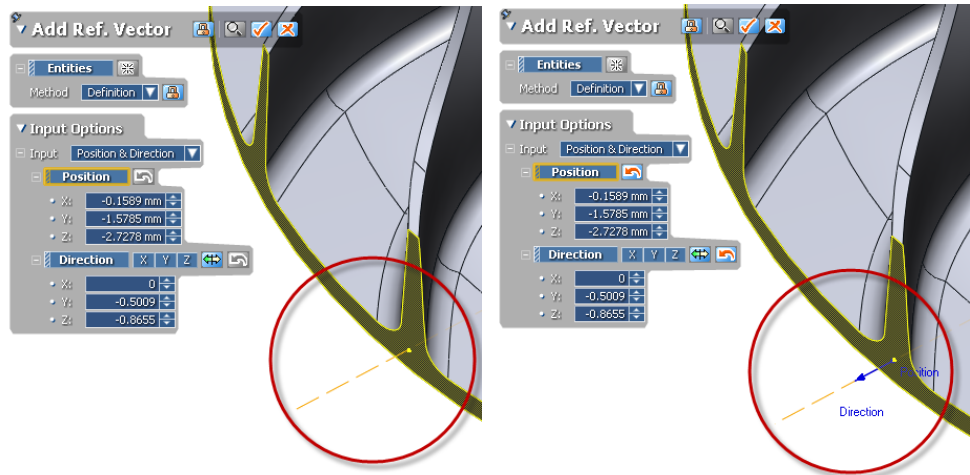 Add Ref. Vector
Entities
Method Definition
Input Options
Input Position & Direction
Position
X: -0.1589 mm
Y: -1.5785 mm
Z: -2.7278 mm
Direction X Y Z
X: 0
Y: -0.5009
Z: -0.8655
Add Ref. Vector
Entities
Method Definition
Input Options
Input Position & Direction
Position
X: -0.1589 mm
Y: -1.5785 mm
Z: -2.7278 mm
Direction X Y Z
X: 0
Y: -0.5009
Z: -0.8655
Position
Direction